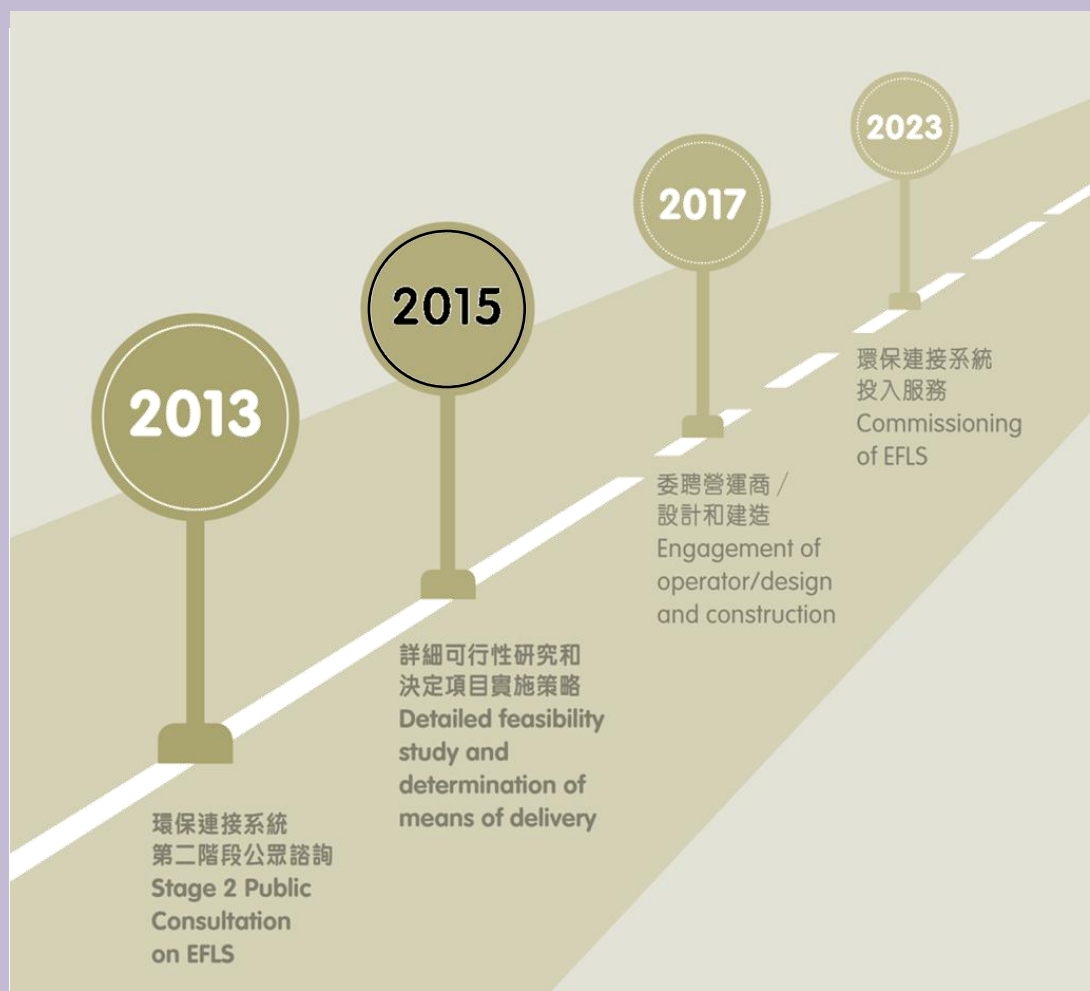 2013
環保連接系統
第二階段公眾諮詢
Stage 2 Public
Consultation
on EFLS
2015
詳細可行性研究和
決定項目實施策略
Detailed feasibility
study and
determination of
means of delivery
2017
委聘營運商 /
設計和建造
Engagement of
operator/design
and construction
2023
環保連接系統
投入服務
Commissioning
of EFLS